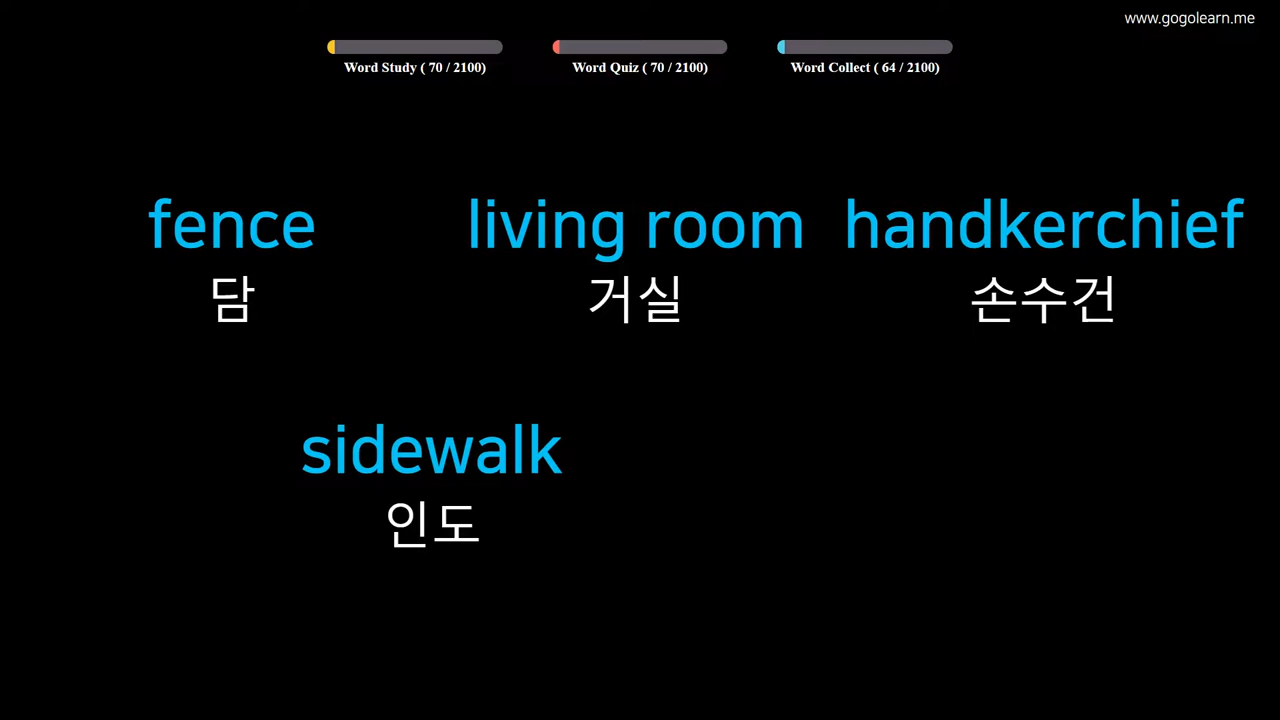 www.gogolearn.me
Word Study ( 70 / 2100)
Word Quiz ( 70 / 2100)
Word Collect ( 64 / 2100)
fence
담
living room
거실
handkerchief
손수건
sidewalk
인도